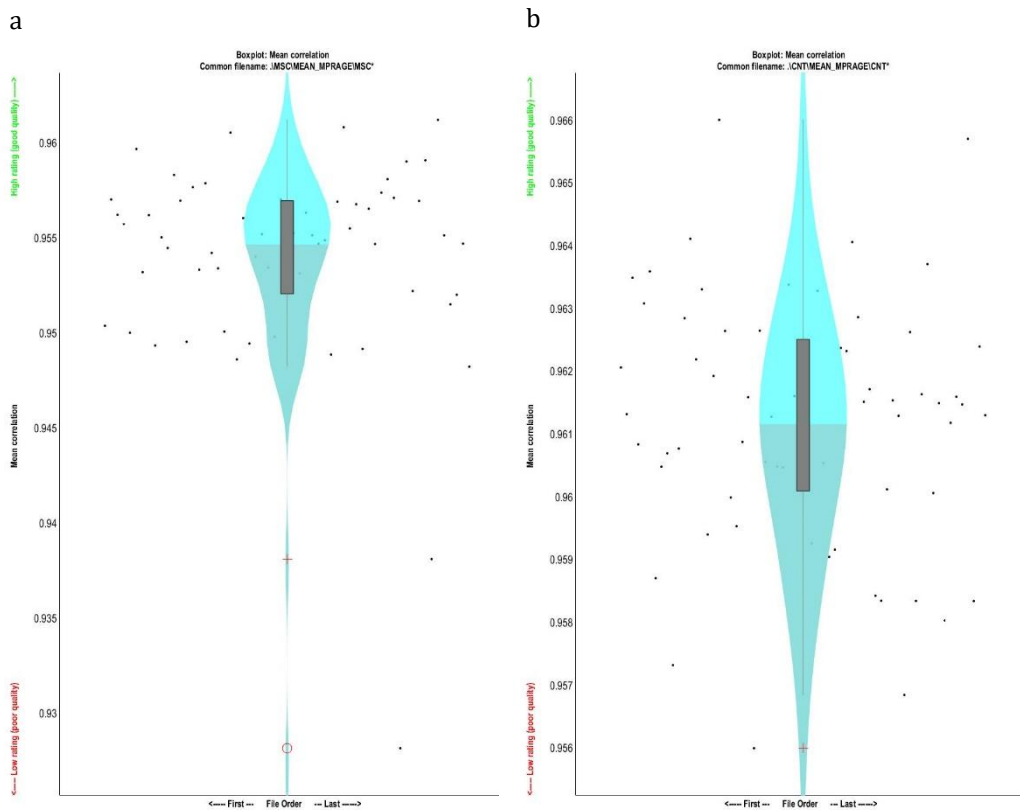 a
Boxplot: Mean correlation
Common filename: .\MSC\MEAN_MPRAGE\MSC*
High rating (good quality) ----->
Mean correlation
<----- Low rating (poor quality)
0.96
0.955
0.95
0.945
0.94
0.935
0.93
<----- First --- File Order --- Last ----->
b
Boxplot: Mean correlation
Common filename: .\CNT\MEAN_MPRAGE\CNT*
High rating (good quality) ----->
Mean correlation
<----- Low rating (poor quality)
0.966
0.965
0.964
0.963
0.962
0.961
0.96
0.959
0.958
0.957
0.956
<----- First --- File Order --- Last ----->